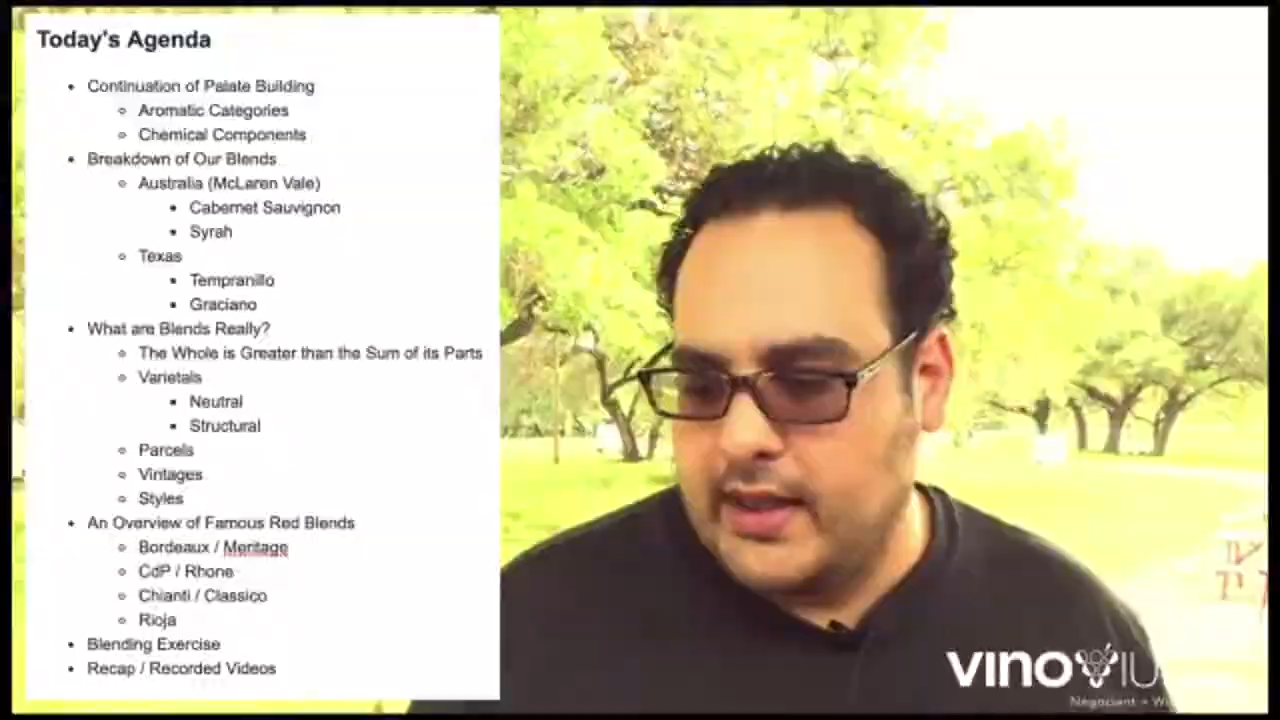 Today's Agenda
Continuation of Palate Building
Aromatic Categories
Chemical Components
Breakdown of Our Blends
Australia (McLaren Vale)
Cabernet Sauvignon
Syrah
Texas
Tempranillo
Graciano
What are Blends Really?
The Whole is Greater than the Sum of its Parts
Varietals
Neutral
Structural
Parcels
Vintages
Styles
An Overview of Famous Red Blends
Bordeaux / Meritage
CdP / Rhone
Chianti / Classico
Rioja
Blending Exercise
Recap / Recorded Videos
vinovIU
Negociant + Wi